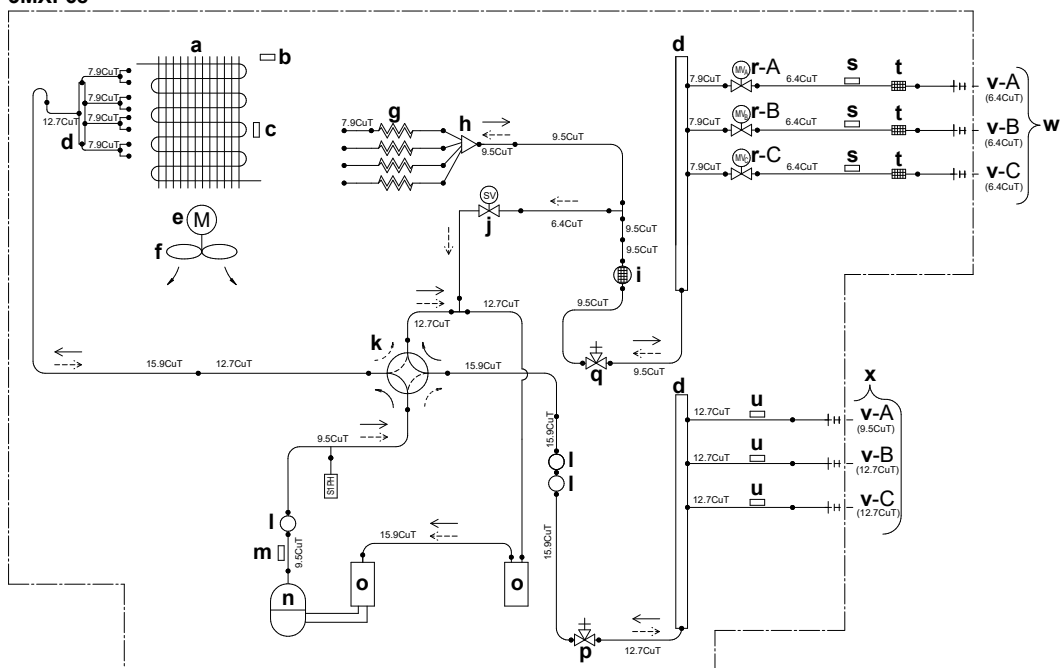 a
b
c
d
7.9CuT
7.9CuT
7.9CuT
7.9CuT
12.7CuT
e
M
f
7.9CuT
g
h
9.5CuT
9.5CuT
SV
j
6.4CuT
9.5CuT
9.5CuT
i
9.5CuT
q
9.5CuT
d
7.9CuT
r-A
6.4CuT
s
t
v-A
(6.4CuT)
7.9CuT
r-B
6.4CuT
s
t
v-B
(6.4CuT)
7.9CuT
r-C
6.4CuT
s
t
v-C
(6.4CuT)
w
12.7CuT
12.7CuT
k
15.9CuT
12.7CuT
15.9CuT
9.5CuT
S1PH
l
m
9.5CuT
n
o
15.9CuT
o
15.9CuT
l
l
15.9CuT
p
12.7CuT
d
x
12.7CuT
u
v-A
(9.5CuT)
12.7CuT
u
v-B
(12.7CuT)
12.7CuT
u
v-C
(12.7CuT)